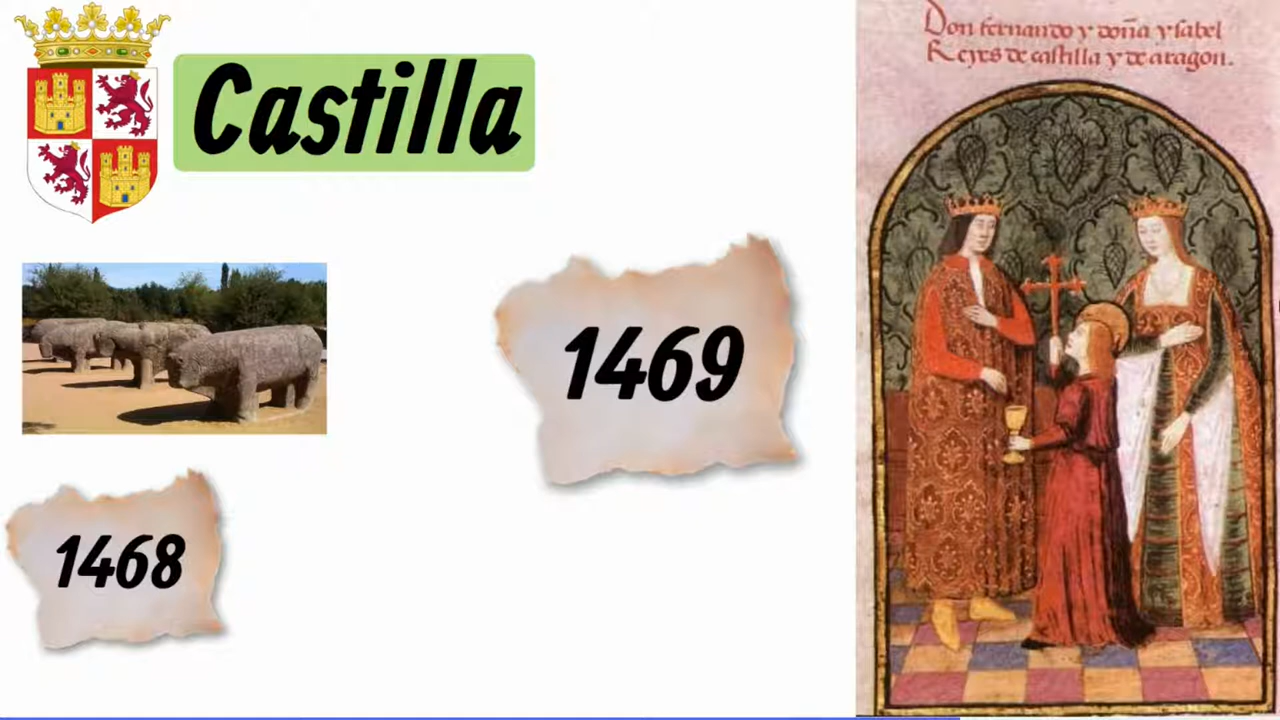 Castilla
1469
1468
Don fernando y doña ysabel
Reyes de castilla y de aragon.